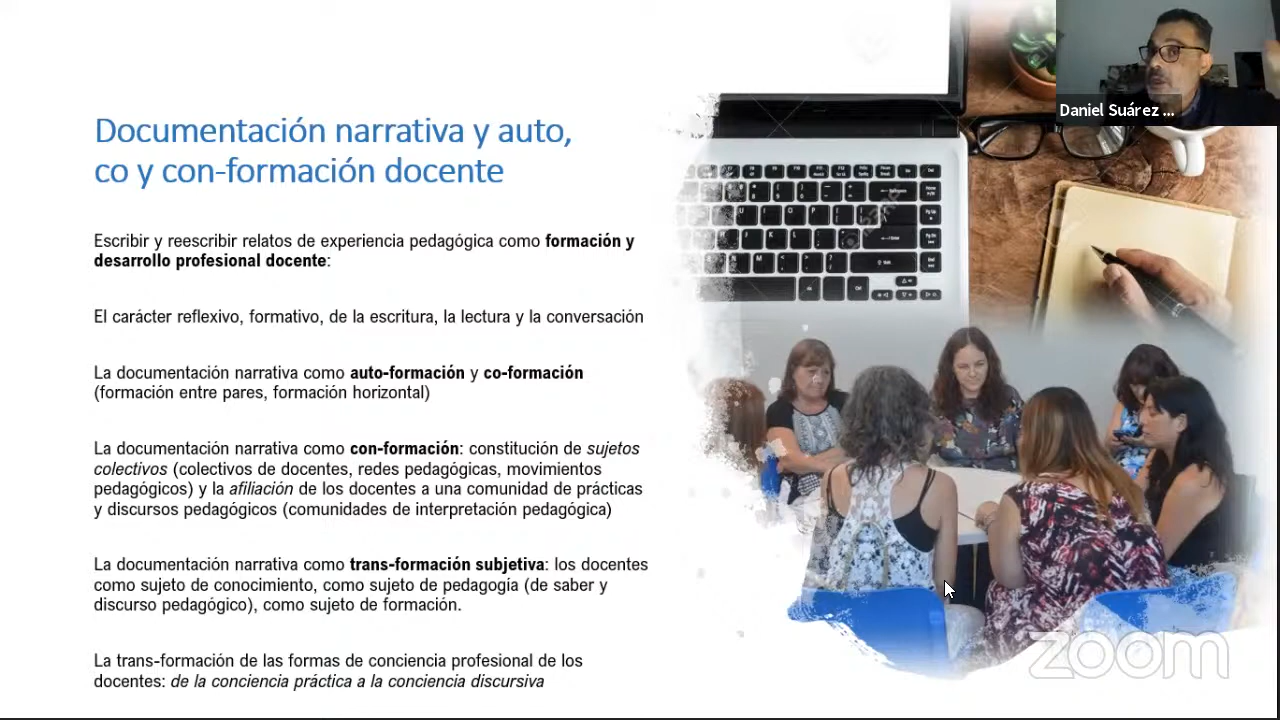 Daniel Suárez ...
Documentación narrativa y auto,
co y con-formación docente
Escribir y reescribir relatos de experiencia pedagógica como formación y
desarrollo profesional docente:
El carácter reflexivo, formativo, de la escritura, la lectura y la conversación
La documentación narrativa como auto-formación y co-formación
(formación entre pares, formación horizontal)
La documentación narrativa como con-formación: constitución de sujetos
colectivos (colectivos de docentes, redes pedagógicas, movimientos
pedagógicos) y la afiliación de los docentes a una comunidad de prácticas
y discursos pedagógicos (comunidades de interpretación pedagógica)
La documentación narrativa como trans-formación subjetiva: los docentes
como sujeto de conocimiento, como sujeto de pedagogía (de saber y
discurso pedagógico), como sujeto de formación.
La trans-formación de las formas de conciencia profesional de los
docentes: de la conciencia práctica a la conciencia discursiva
zoom